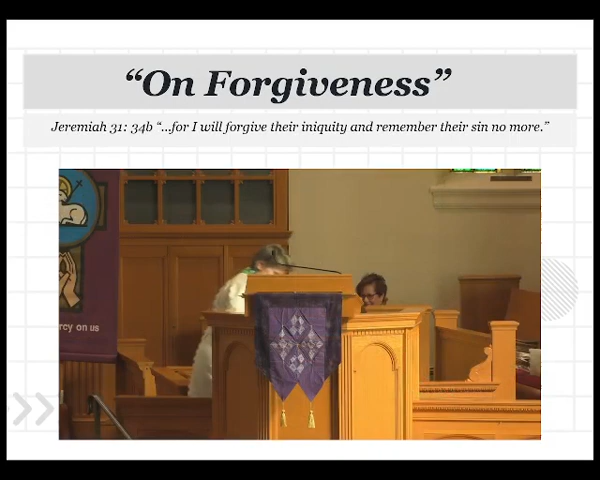 “On Forgiveness”
Jeremiah 31: 34b “...for I will forgive their iniquity and remember their sin no more.”
rcy on us